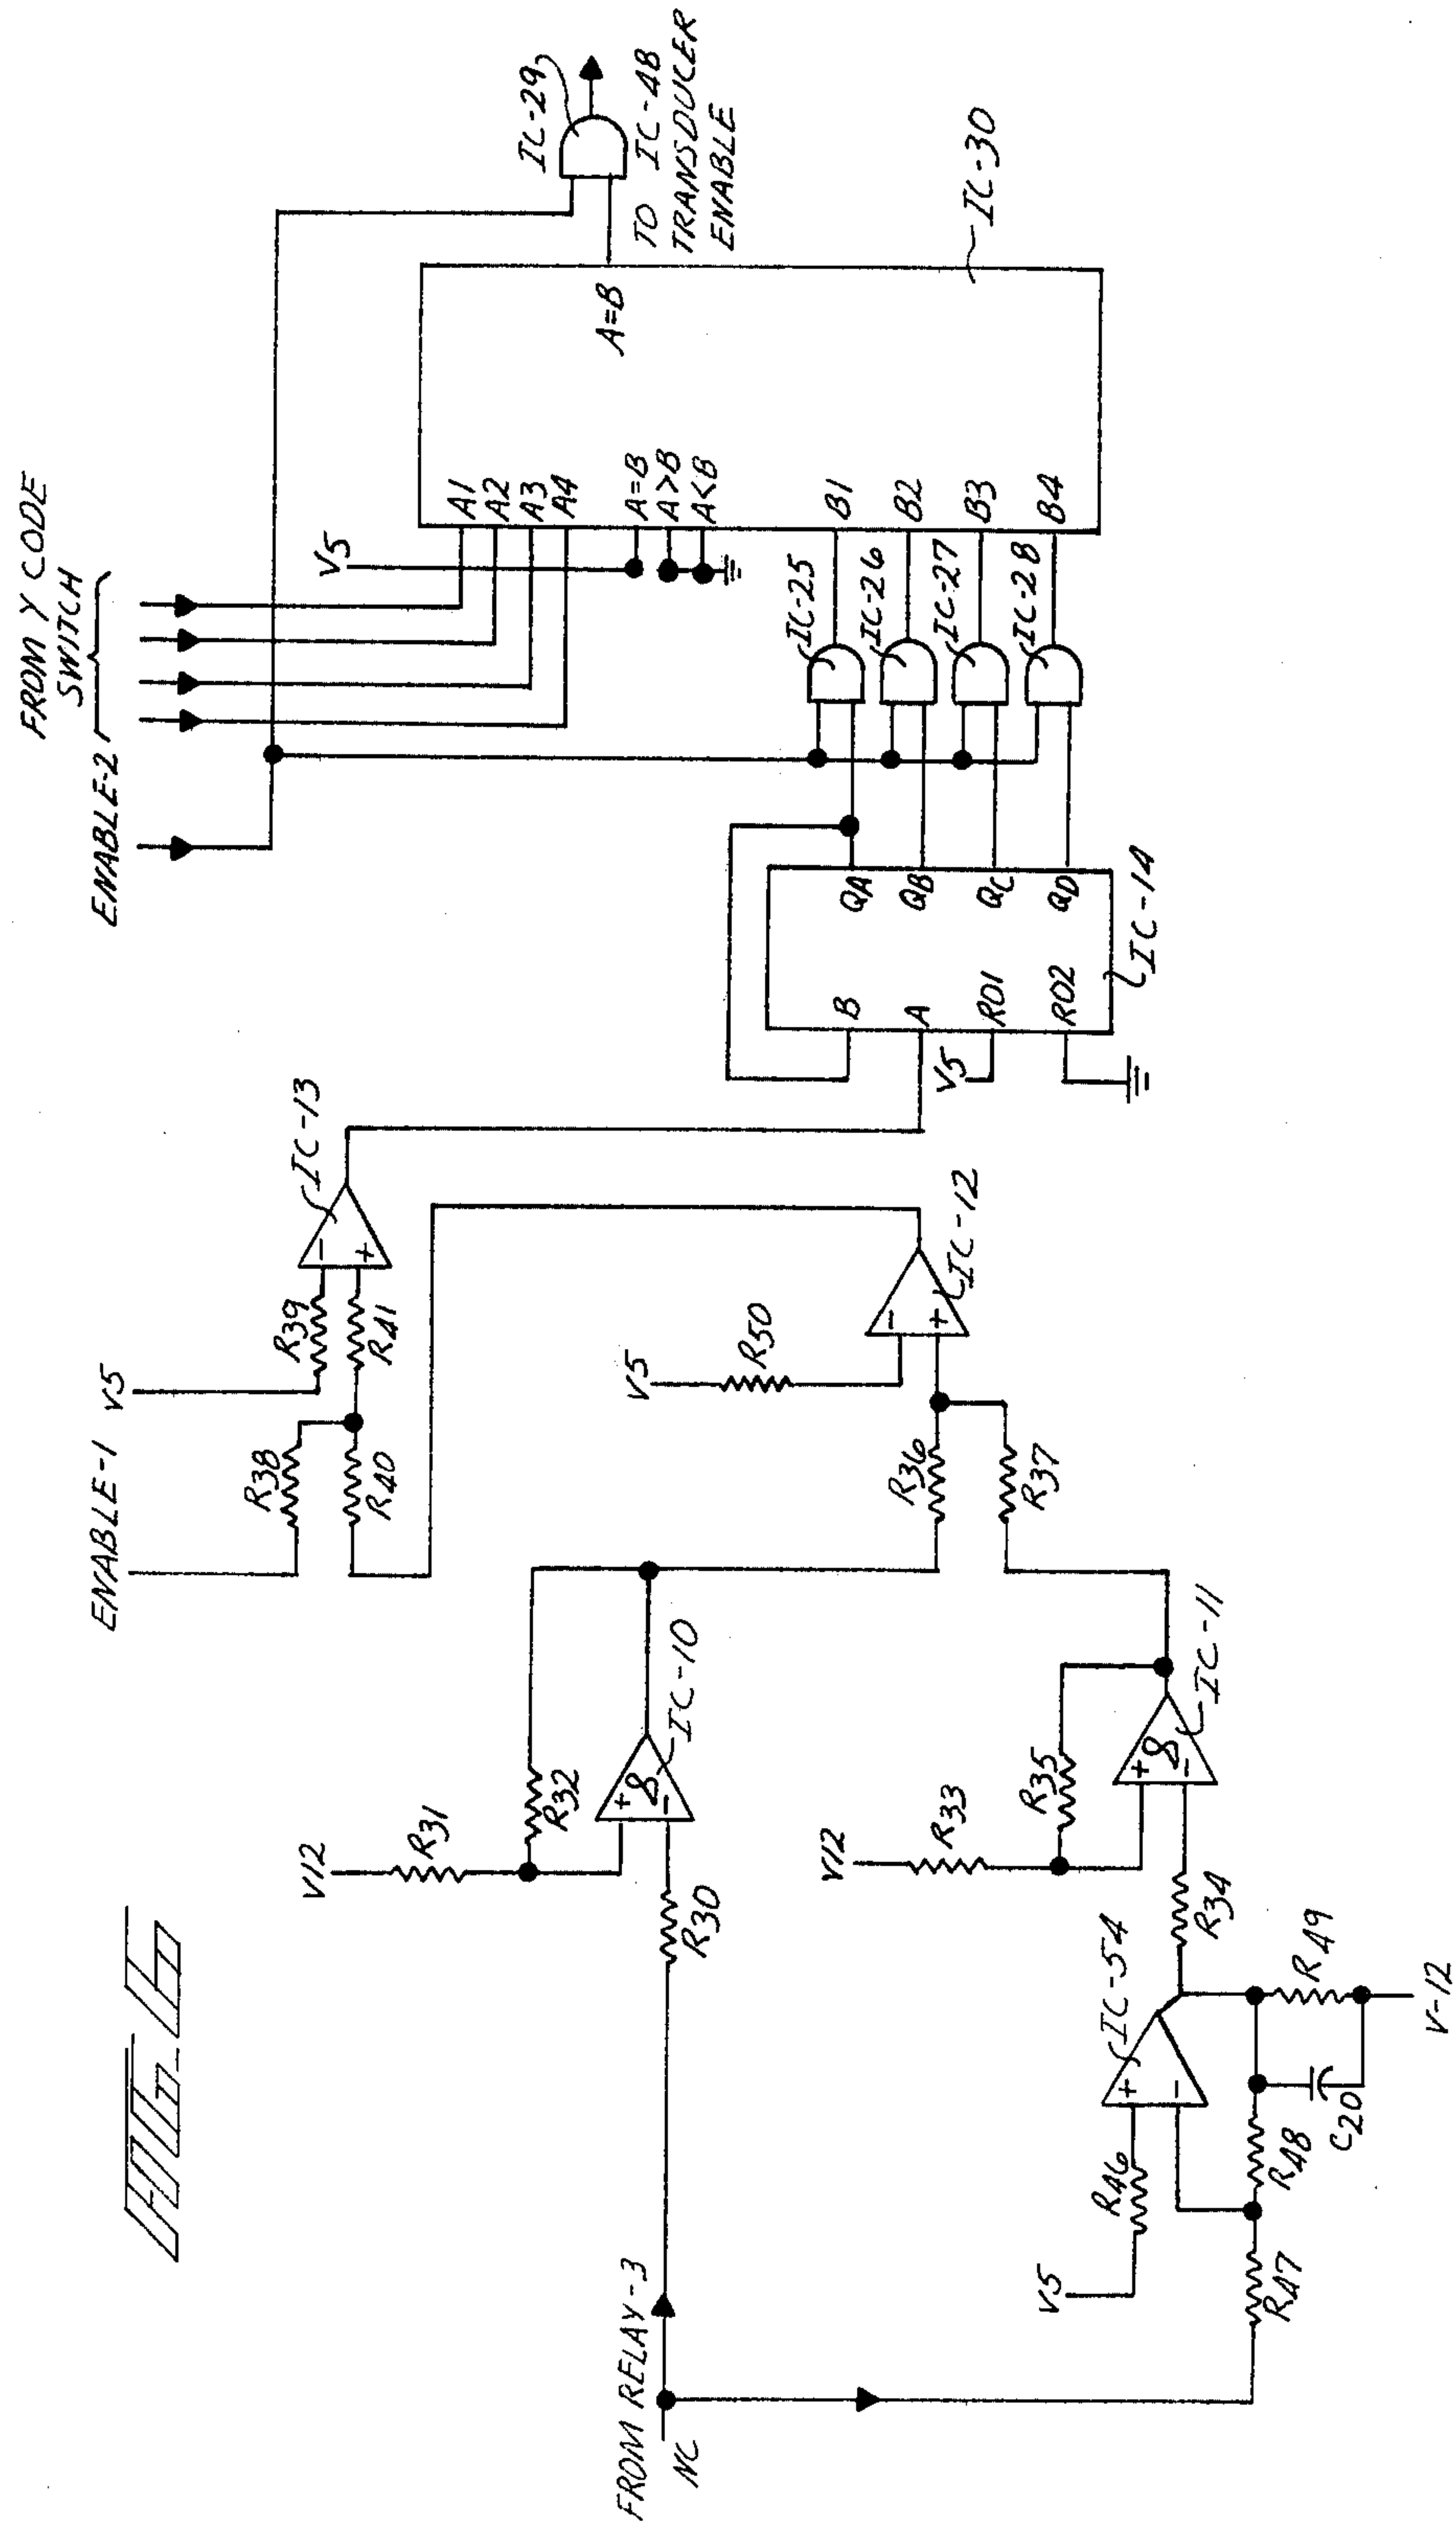 FIG. 6
FROM RELAY-3
NC
V12
R31
R32
+
&
-
IC-10
R30
V5
R46
+
-
IC-54
R47
R48
C20
R49
V-12
R34
V12
R33
R35
+
&
-
IC-11
ENABLE-1
V5
R38
R39
R40
R41
-
+
IC-13
V5
R50
R36
R37
-
+
IC-12
B
A
V5
RO1
RO2
QA
QB
QC
QD
IC-14
ENABLE-2
FROM Y CODE
SWITCH
V5
A1
A2
A3
A4
A=B
A>B
A<B
B1
B2
B3
B4
IC-25
IC-26
IC-27
IC-28
A=B
IC-30
IC-29
TO IC-48
TRANSDUCER
ENABLE